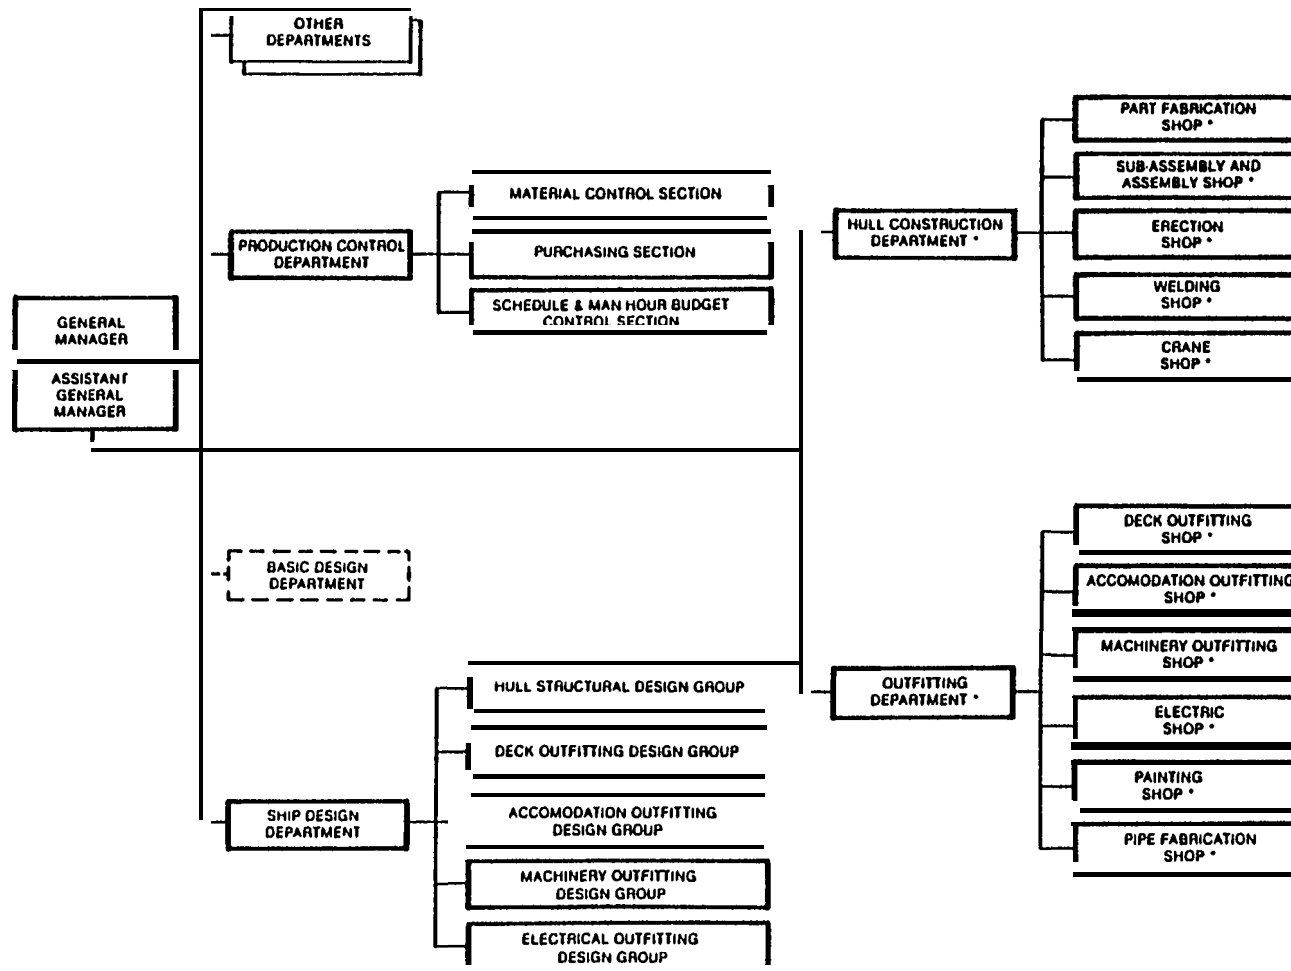 OTHER
DEPARTMENTS
PRODUCTION CONTROL
DEPARTMENT
MATERIAL CONTROL SECTION
PURCHASING SECTION
SCHEDULE & MAN HOUR BUDGET
CONTROL SECTION
GENERAL
MANAGER
ASSISTANT
GENERAL
MANAGER
HULL CONSTRUCTION
DEPARTMENT *
PART FABRICATION
SHOP *
SUB-ASSEMBLY AND
ASSEMBLY SHOP *
ERECTION
SHOP *
WELDING
SHOP *
CRANE
SHOP *
BASIC DESIGN
DEPARTMENT
SHIP DESIGN
DEPARTMENT
HULL STRUCTURAL DESIGN GROUP
DECK OUTFITTING DESIGN GROUP
ACCOMODATION OUTFITTING
DESIGN GROUP
MACHINERY OUTFITTING
DESIGN GROUP
ELECTRICAL OUTFITTING
DESIGN GROUP
OUTFITTING
DEPARTMENT *
DECK OUTFITTING
SHOP *
ACCOMODATION OUTFITTING
SHOP *
MACHINERY OUTFITTING
SHOP *
ELECTRIC
SHOP *
PAINTING
SHOP *
PIPE FABRICATION
SHOP *